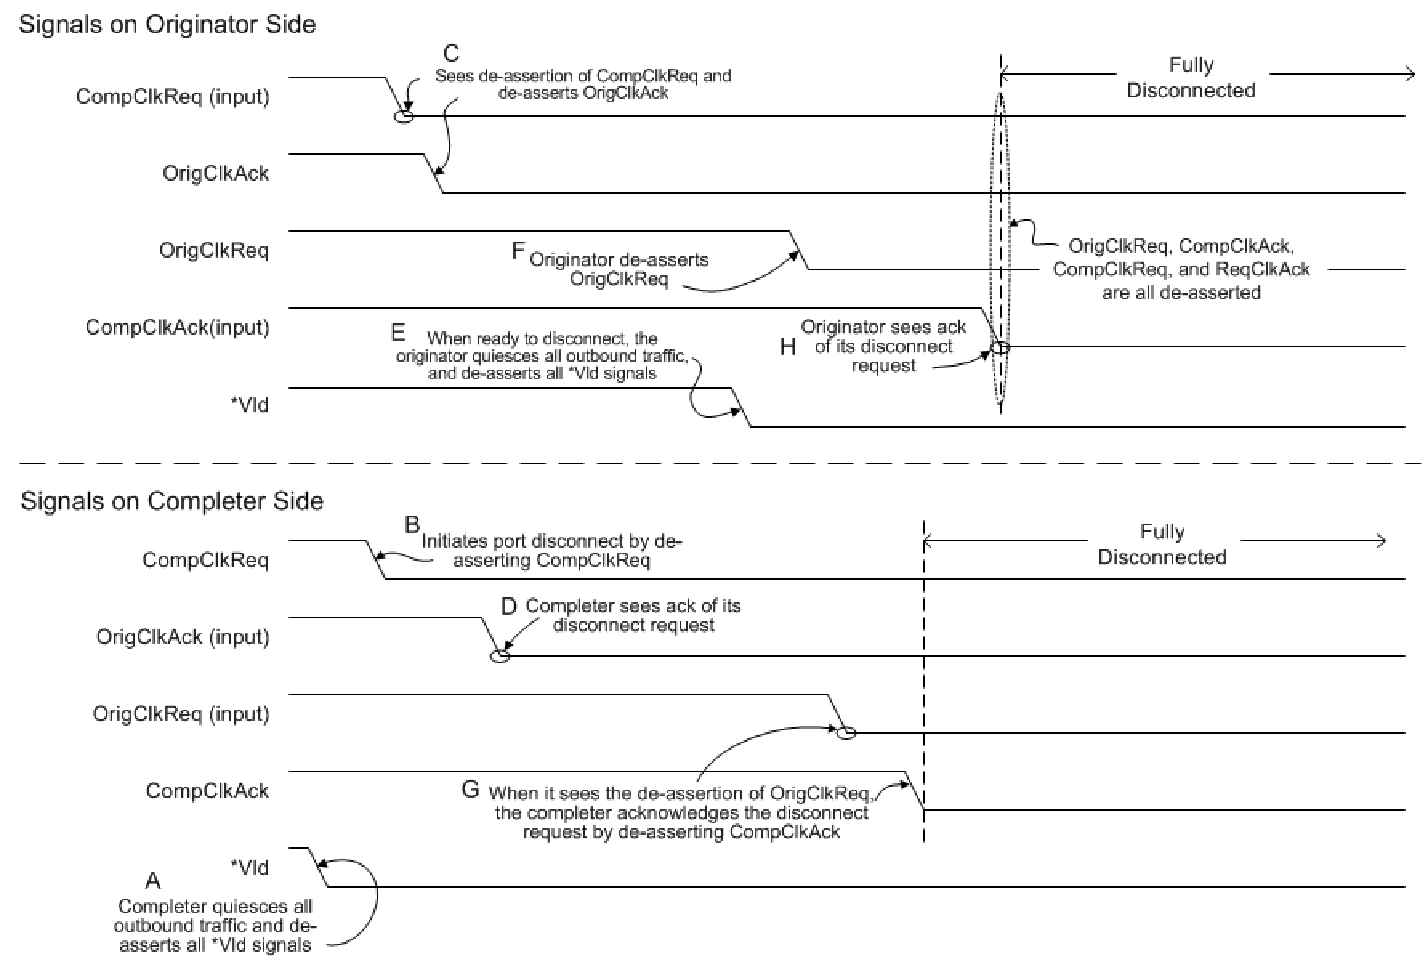 Signals on Originator Side
C
Sees de-assertion of CompClkReq and
de-asserts OrigClkAck
Fully
Disconnected
CompClkReq (input)
OrigClkAck
OrigClkReq
F
Originator de-asserts
OrigClkReq
OrigClkReq, CompClkAck,
CompClkReq, and ReqClkAck
are all de-asserted
CompClkAck(input)
E
When ready to disconnect, the
originator quiesces all outbound traffic,
and de-asserts all *Vld signals
H
Originator sees ack
of its disconnect
request
*Vld
Signals on Completer Side
B
Initiates port disconnect by de-
asserting CompClkReq
Fully
Disconnected
CompClkReq
D
Completer sees ack of its
disconnect request
OrigClkAck (input)
OrigClkReq (input)
CompClkAck
G
When it sees the de-assertion of OrigClkReq,
the completer acknowledges the disconnect
request by de-asserting CompClkAck
*Vld
A
Completer quiesces all
outbound traffic and de-
asserts all *Vld signals